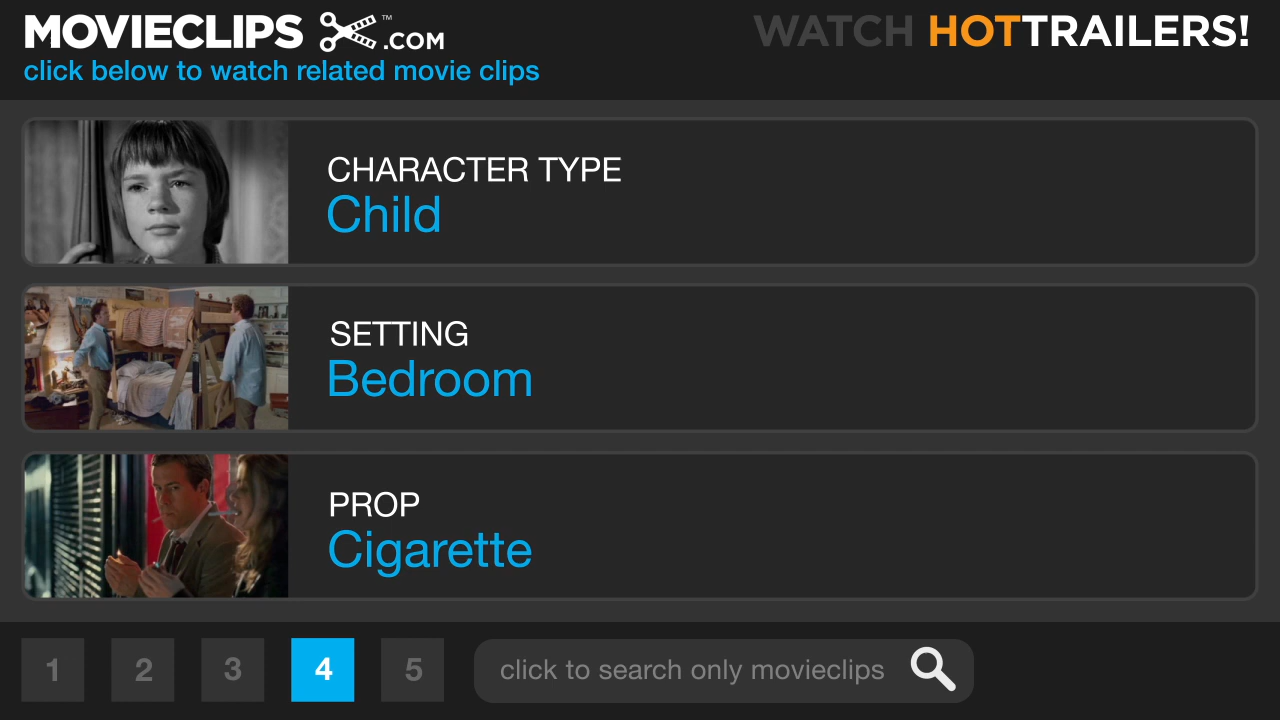 MOVIECLIPS ™ .COM
WATCH HOTTRAILERS!
click below to watch related movie clips
CHARACTER TYPE
Child
SETTING
Bedroom
PROP
Cigarette
1 2 3 4 5 click to search only movieclips